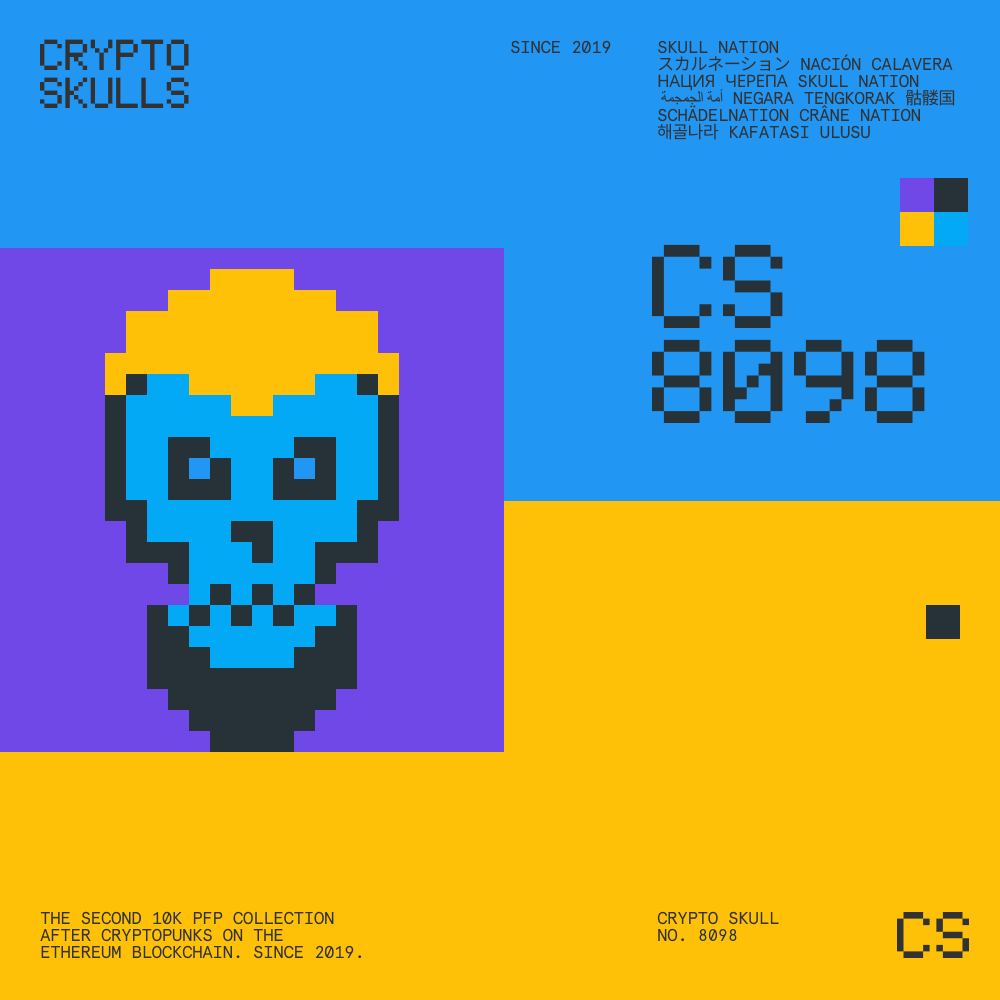 CRYPTO
SKULLS
SINCE 2019
SKULL NATION
スカルネーション NACIÓN CALAVERA
НАЦИЯ ЧЕРЕПА SKULL NATION
أمة الجمجمة NEGARA TENGKORAK 骷髅国
SCHÄDELNATION CRÂNE NATION
해골나라 KAFATASI ULUSU
CS
8098
THE SECOND 10K PFP COLLECTION
AFTER CRYPTOPUNKS ON THE
ETHEREUM BLOCKCHAIN. SINCE 2019.
CRYPTO SKULL
NO. 8098
CS